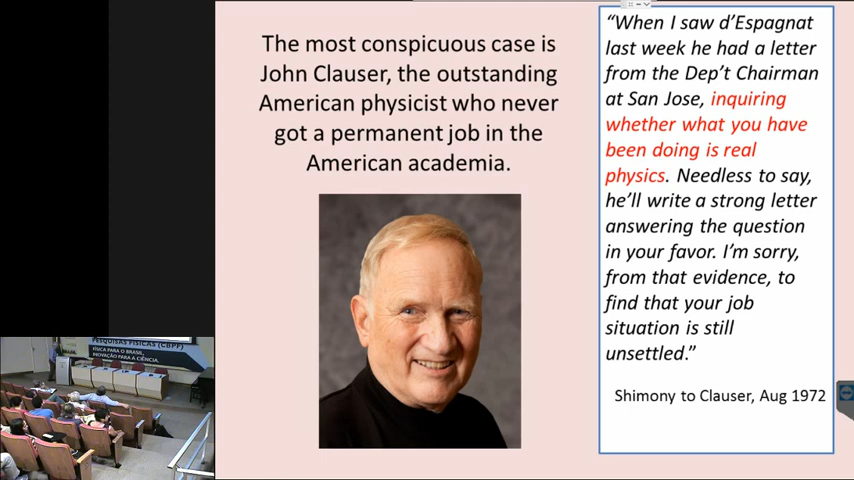 The most conspicuous case is
John Clauser, the outstanding
American physicist who never
got a permanent job in the
American academia.
“When I saw d’Espagnat
last week he had a letter
from the Dep’t Chairman
at San Jose, inquiring
whether what you have
been doing is real
physics. Needless to say,
he’ll write a strong letter
answering the question
in your favor. I’m sorry,
from that evidence, to
find that your job
situation is still
unsettled.”
Shimony to Clauser, Aug 1972
PESQUISAS FÍSICAS (CBPF)
FÍSICA PARA O BRASIL,
INOVAÇÃO PARA A CIÊNCIA.